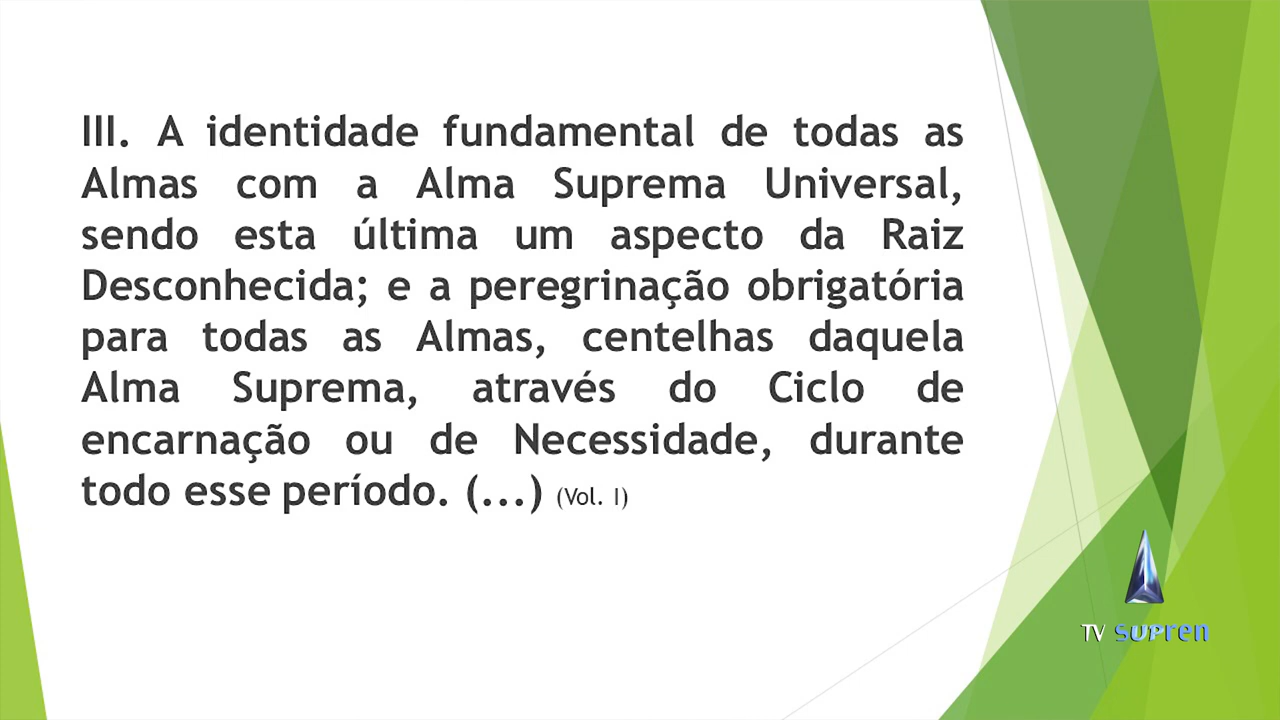 III. A identidade fundamental de todas as
Almas com a Alma Suprema Universal,
sendo esta última um aspecto da Raiz
Desconhecida; e a peregrinação obrigatória
para todas as Almas, centelhas daquela
Alma Suprema, através do Ciclo de
encarnação ou de Necessidade, durante
todo esse período. (...) (Vol. I)
TV SUPren